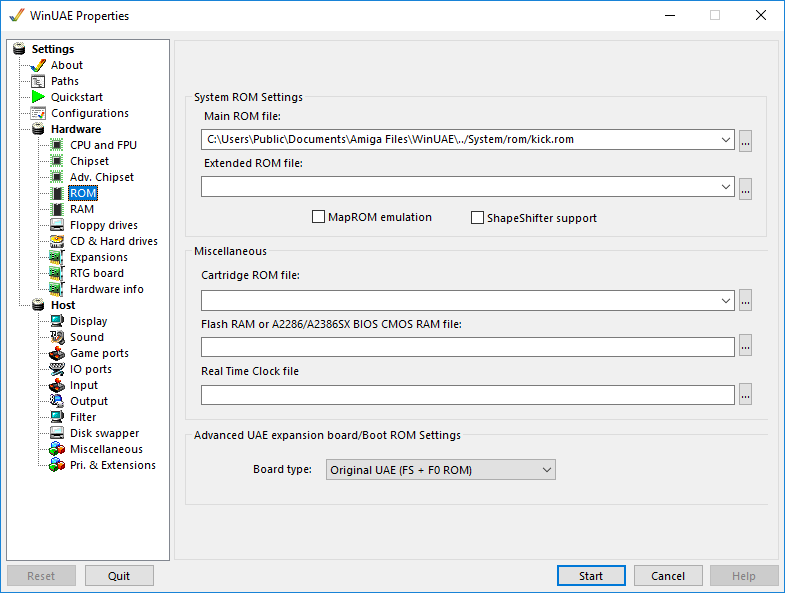 WinUAE Properties
Settings
About
Paths
Quickstart
Configurations
Hardware
CPU and FPU
Chipset
Adv. Chipset
ROM
RAM
Floppy drives
CD & Hard drives
Expansions
RTG board
Hardware info
Host
Display
Sound
Game ports
IO ports
Input
Output
Filter
Disk swapper
Miscellaneous
Pri. & Extensions
System ROM Settings
Main ROM file:
C:\Users\Public\Documents\Amiga Files\WinUAE\../System/rom/kick.rom
...
Extended ROM file:
...
MapROM emulation
ShapeShifter support
Miscellaneous
Cartridge ROM file:
...
Flash RAM or A2286/A2386SX BIOS CMOS RAM file:
...
Real Time Clock file
...
Advanced UAE expansion board/Boot ROM Settings
Board type:
Original UAE (FS + F0 ROM)
Reset
Quit
Start
Cancel
Help